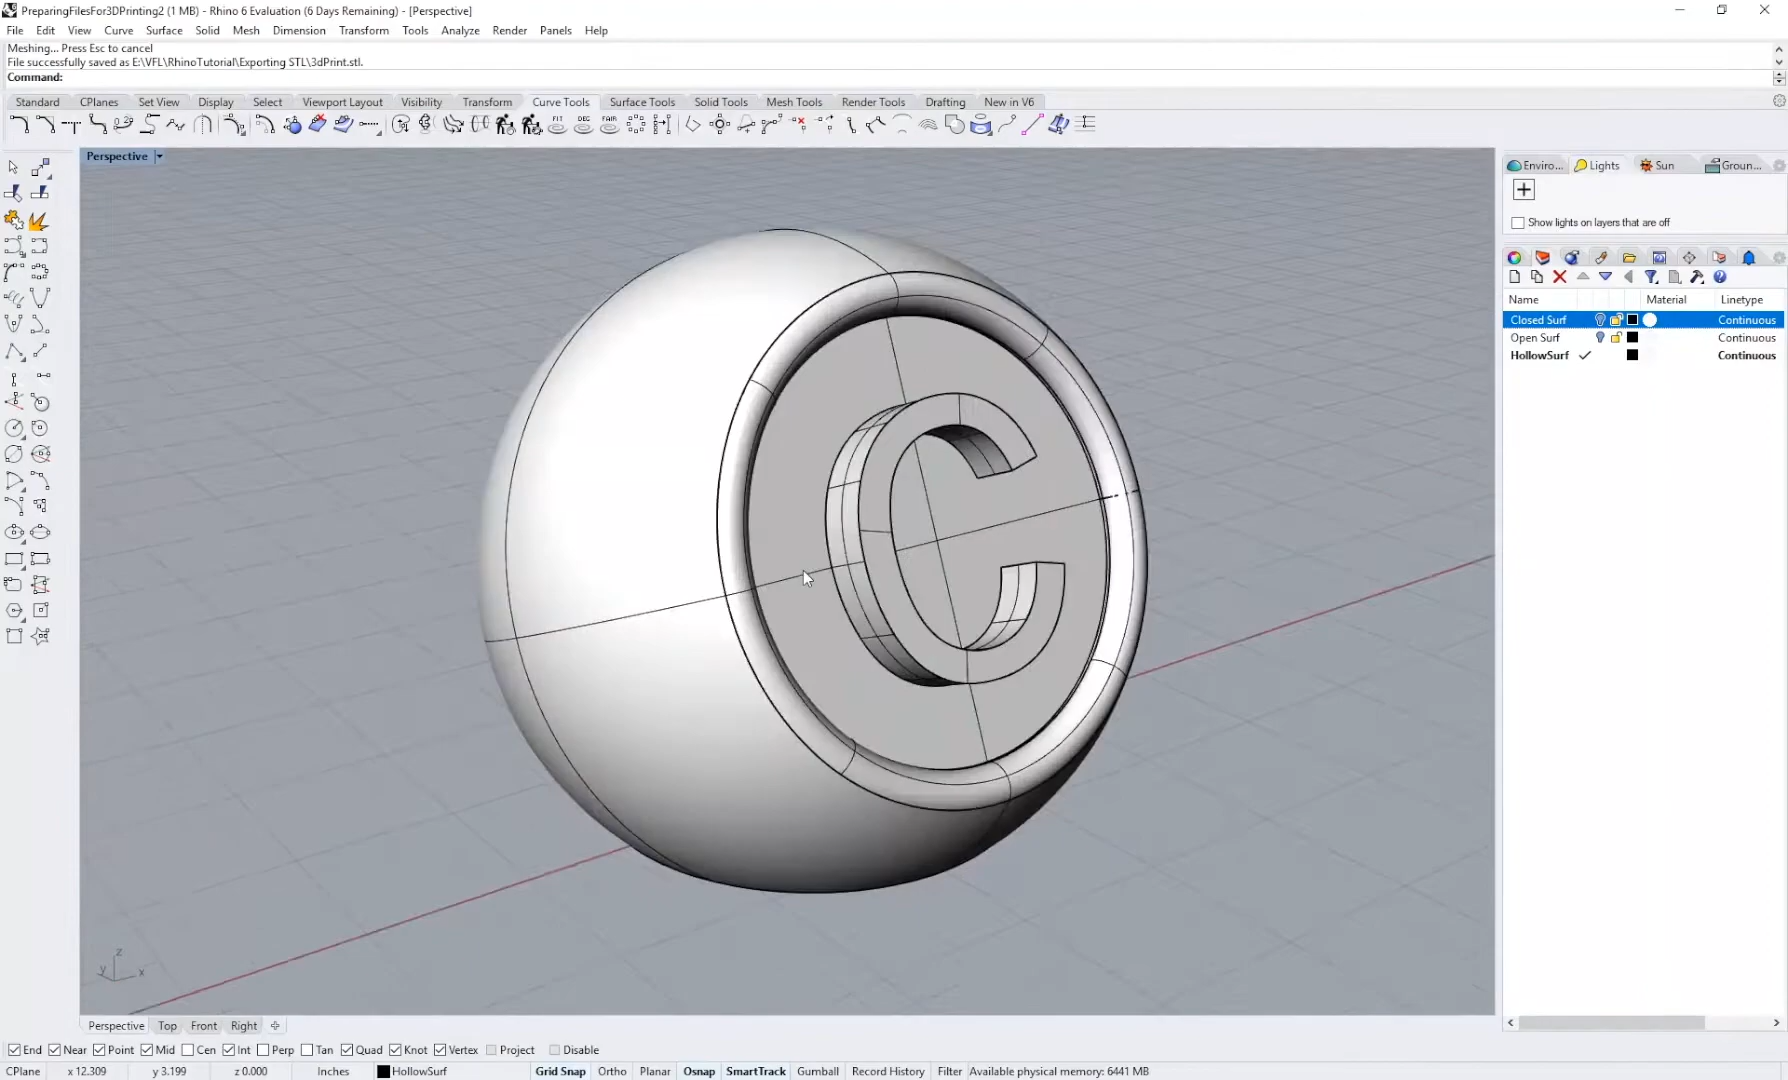 PreparingFilesFor3DPrinting2 (1 MB) - Rhino 6 Evaluation (6 Days Remaining) - [Perspective]
File Edit View Curve Surface Solid Mesh Dimension Transform Tools Analyze Render Panels Help
Meshing... Press Esc to cancel
File successfully saved as E:\VFL\RhinoTutorial\Exporting STL\3dPrint.stl.
Command:
Standard CPlanes Set View Display Select Viewport Layout Visibility Transform Curve Tools Surface Tools Solid Tools Mesh Tools Render Tools Drafting New in V6
FIT DEG FAIR
Perspective
Enviro... Lights Sun Groun...
Show lights on layers that are off
Name Material Linetype
Closed Surf Continuous
Open Surf Continuous
HollowSurf Continuous
C
z
y x
Perspective Top Front Right
End Near Point Mid Cen Int Perp Tan Quad Knot Vertex Project Disable
CPlane x 12.309 y 3.199 z 0.000 Inches HollowSurf Grid Snap Ortho Planar Osnap SmartTrack Gumball Record History Filter Available physical memory: 6441 MB